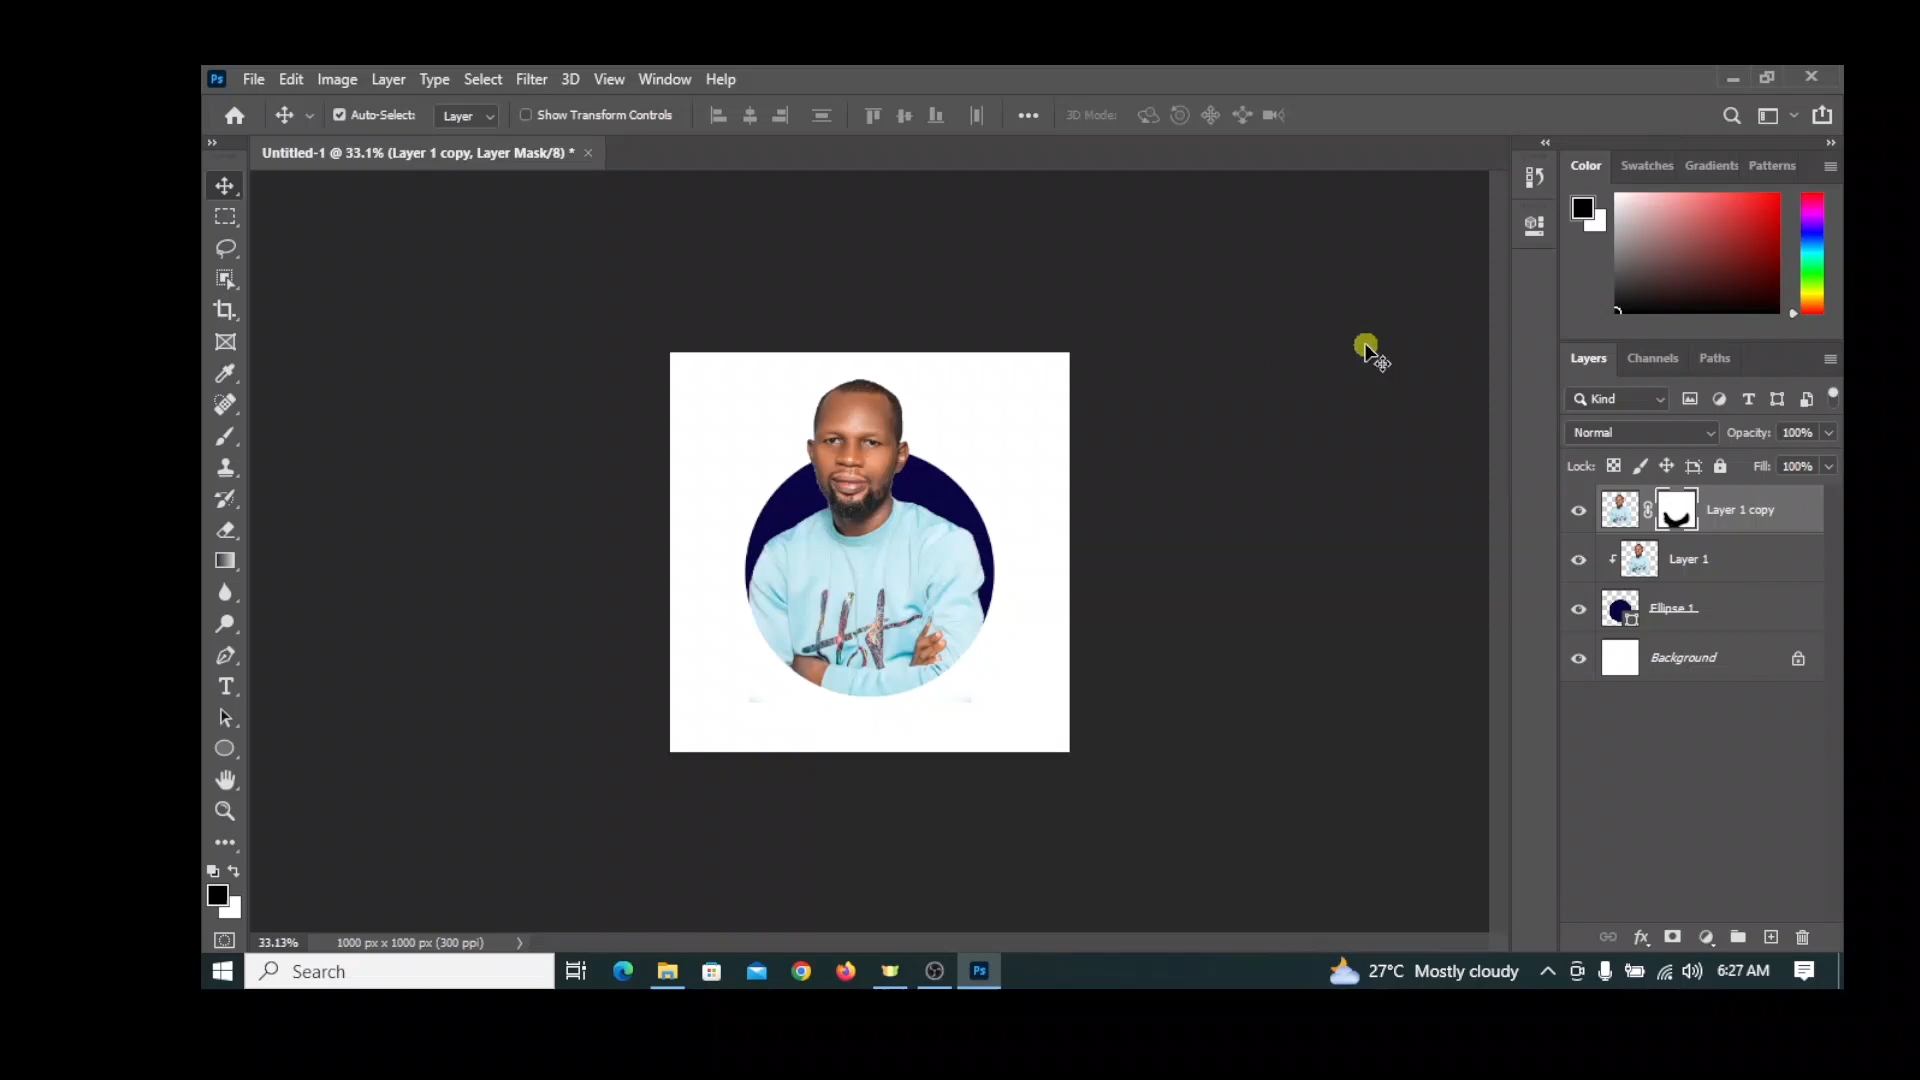 Ps File Edit Image Layer Type Select Filter 3D View Window Help
Auto-Select: Layer Show Transform Controls 3D Mode:
Untitled-1 @ 33.1% (Layer 1 copy, Layer Mask/8) *
Color Swatches Gradients Patterns
Layers Channels Paths
Kind
Normal Opacity: 100%
Lock: Fill: 100%
Layer 1 copy
Layer 1
Ellipse 1
Background
fx
33.13% 1000 px x 1000 px (300 ppi)
Search Ps 27°C Mostly cloudy 6:27 AM